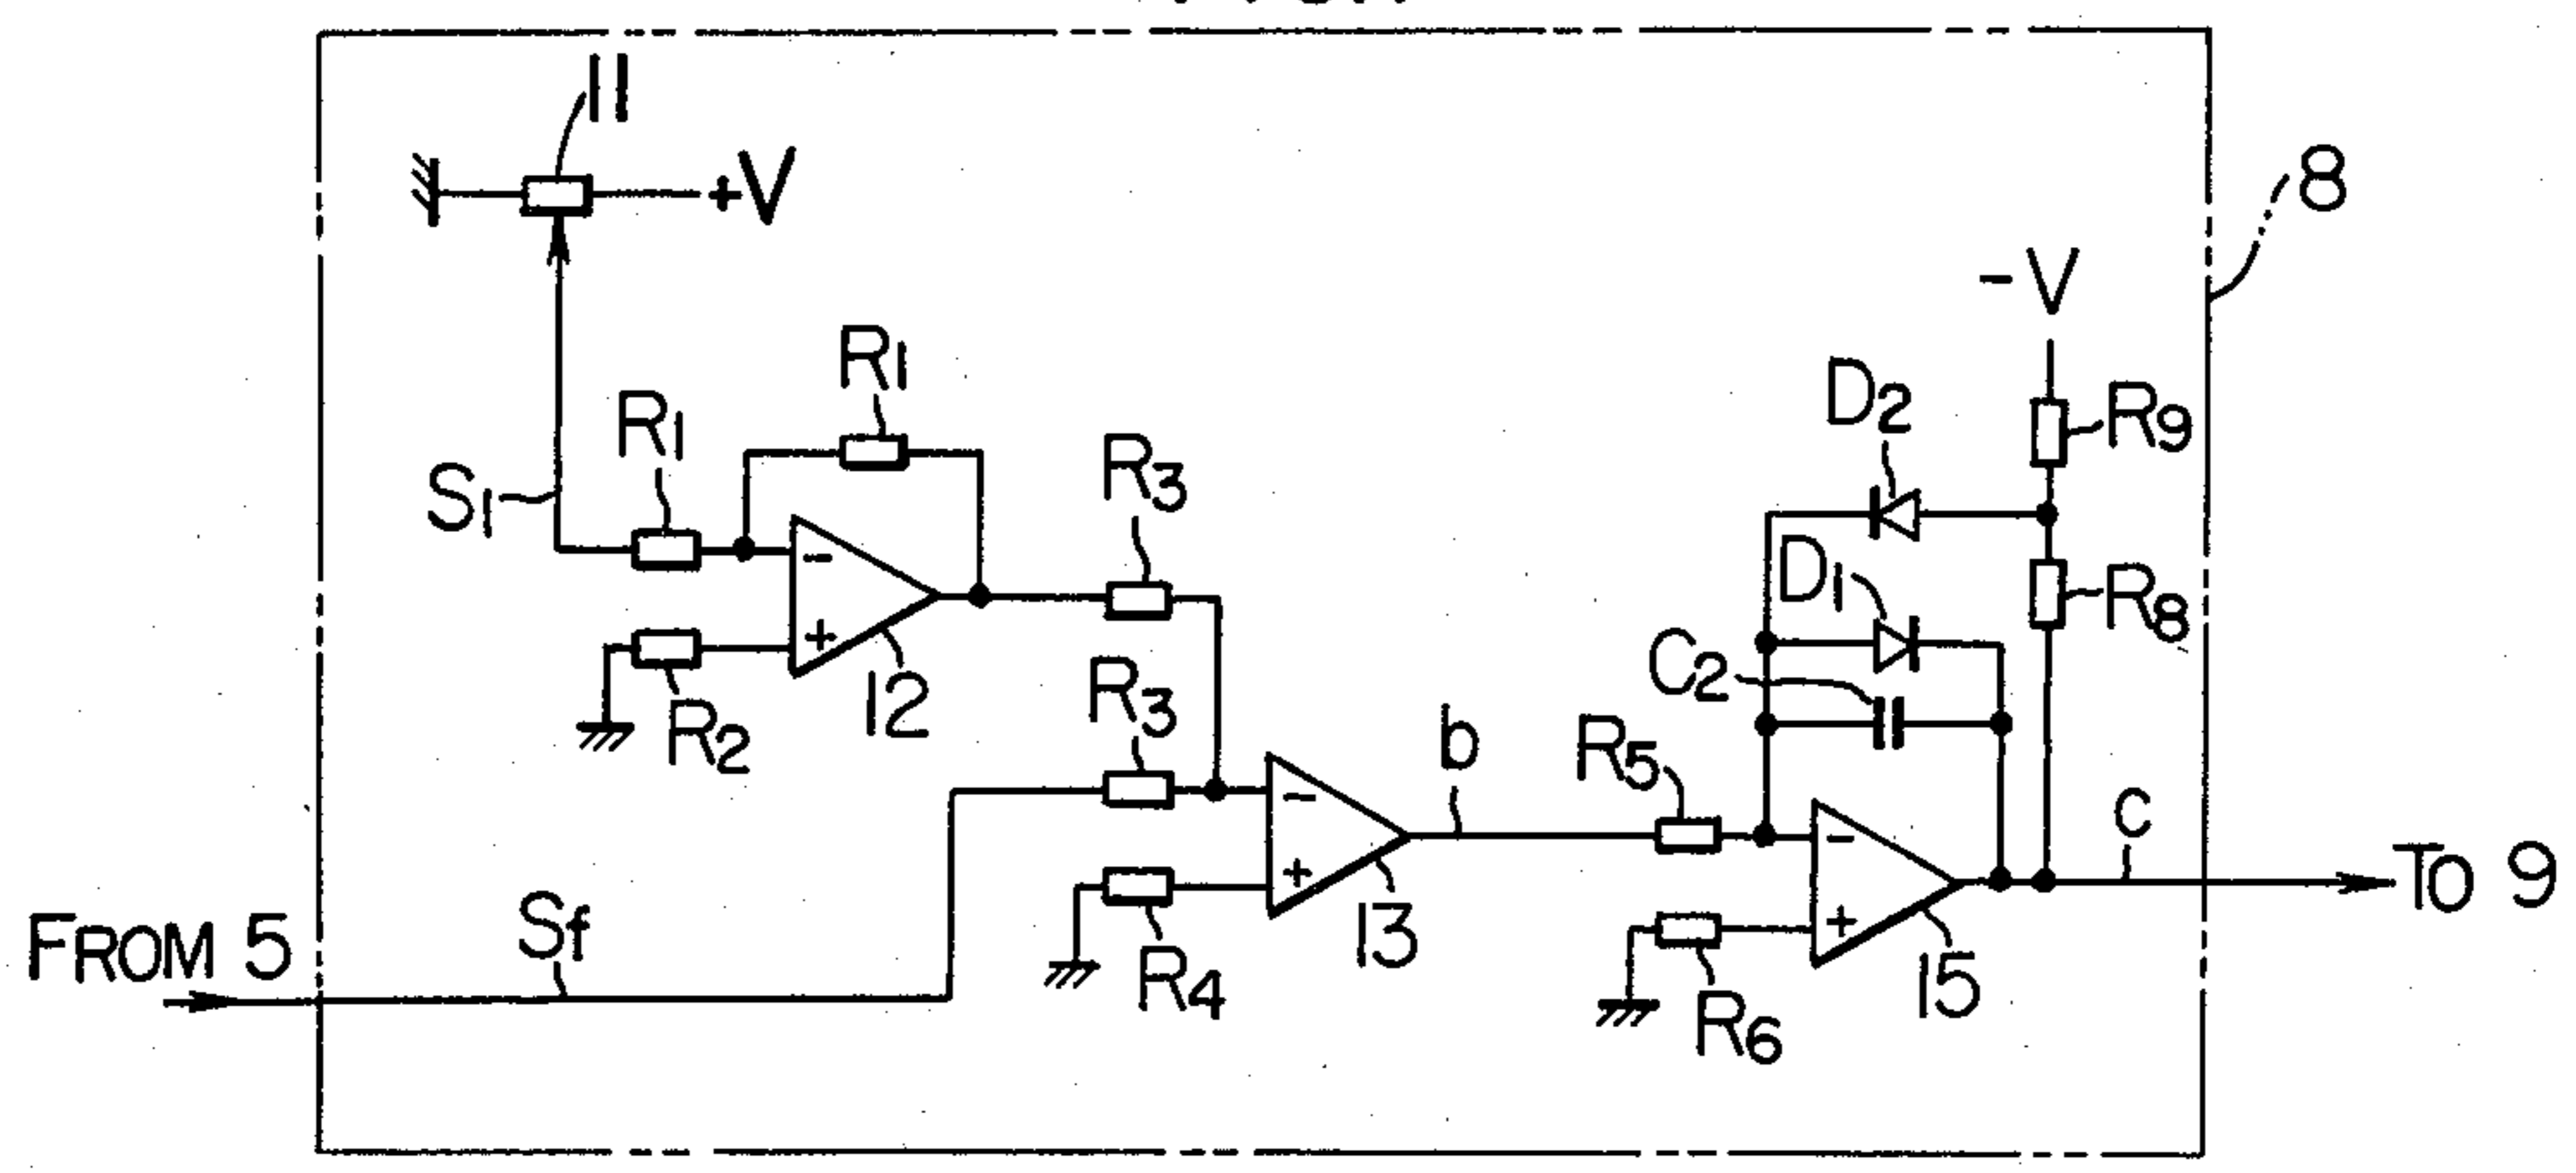 11
+V
8
-V
R1
R1
D2
R9
S1
R3
D1
R8
C2
-
+
12
R2
R3
b
R5
-
+
13
R4
C
-
+
15
R6
TO 9
FROM 5
Sf